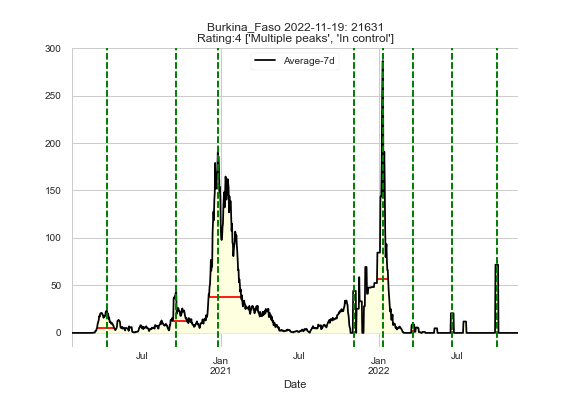 Burkina_Faso 2022-11-19: 21631
Rating:4 ['Multiple peaks', 'In control']
Average-7d
300
250
200
150
100
50
0
Jul
Jan
2021
Jul
Jan
2022
Jul
Date